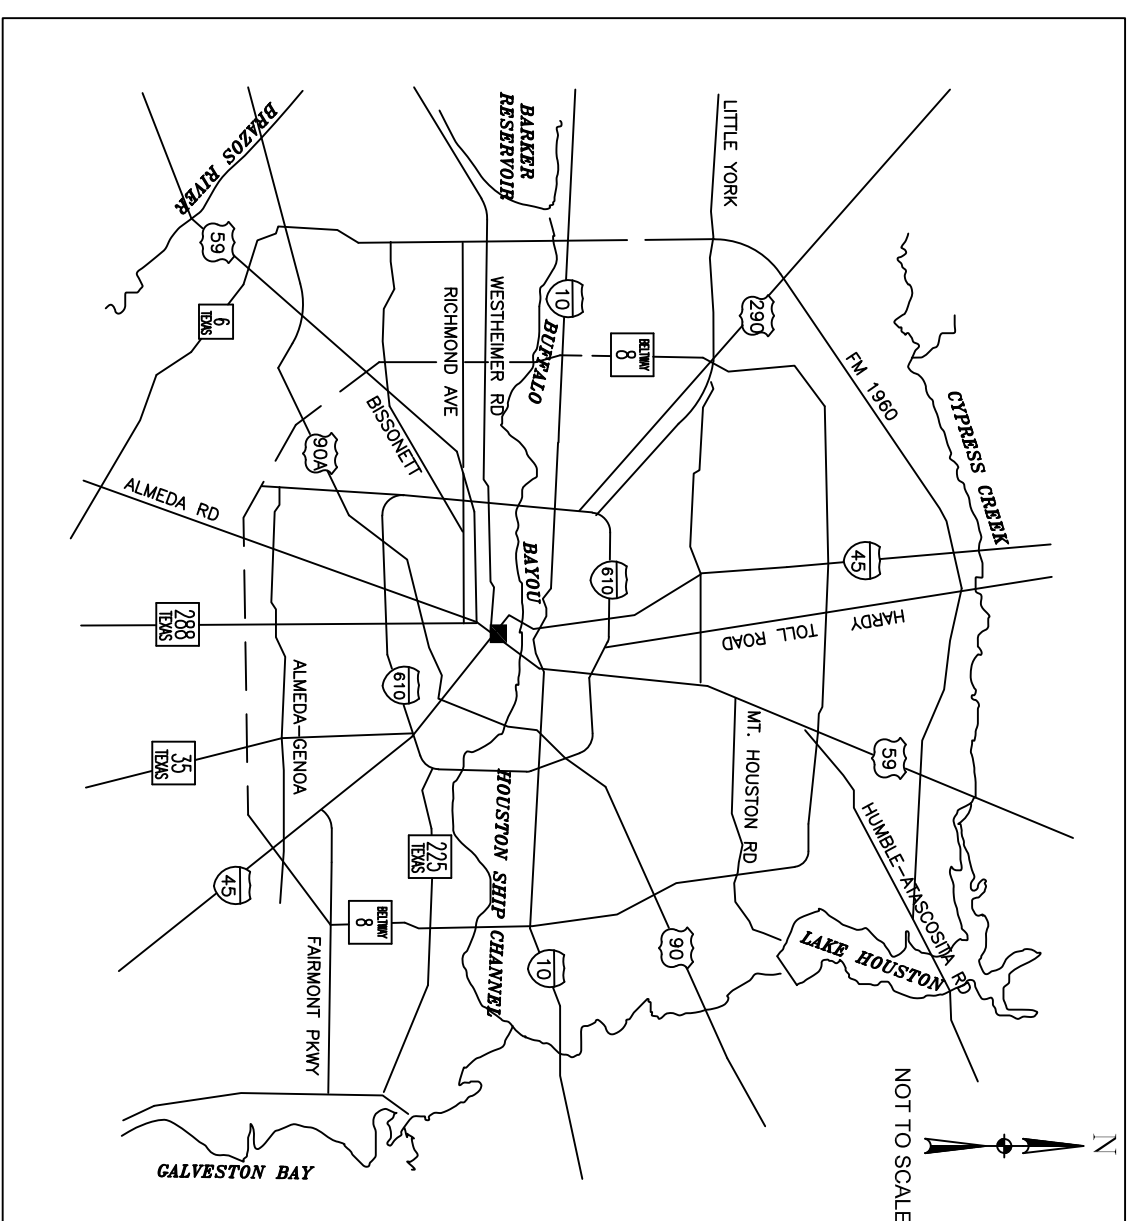 BRAZOS RIVER
BARKER
RESERVOIR
LITTLE YORK
59
6
TEXAS
RICHMOND AVE
WESTHEIMER RD
10
BUFFALO
BELTWAY
8
290
FM 1960
CYPRESS CREEK
BISSONETT
90A
ALMEDA RD
BAYOU
610
45
HARDY
TOLL ROAD
288
TEXAS
610
ALMEDA-GENOA
35
TEXAS
MT. HOUSTON RD
59
HUMBLE-ATASCOSITA RD
HOUSTON SHIP CHANNEL
225
TEXAS
45
BELTWAY
8
FAIRMONT PKWY
10
90
LAKE HOUSTON
GALVESTON BAY
N
NOT TO SCALE